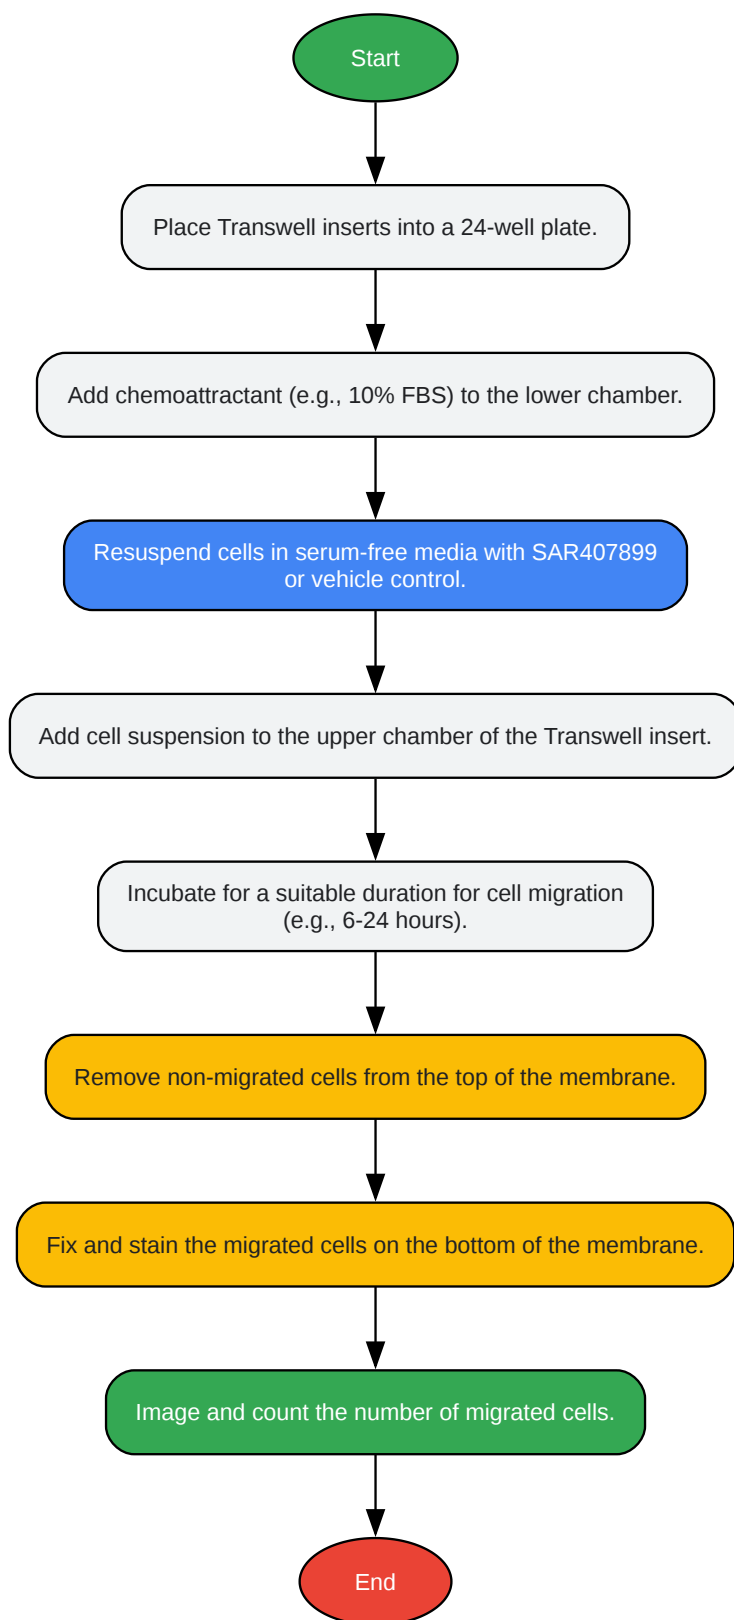 Start
Place Transwell inserts into a 24-well plate.
Add chemoattractant (e.g., 10% FBS) to the lower chamber.
Resuspend cells in serum-free media with SAR407899
or vehicle control.
Add cell suspension to the upper chamber of the Transwell insert.
Incubate for a suitable duration for cell migration
(e.g., 6-24 hours).
Remove non-migrated cells from the top of the membrane.
Fix and stain the migrated cells on the bottom of the membrane.
Image and count the number of migrated cells.
End